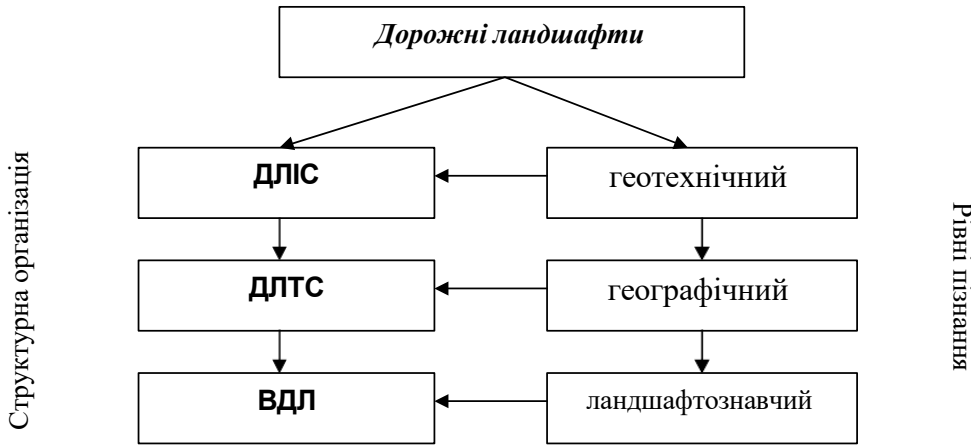 Дорожні ландшафти
Структурна організація
ДЛІС
геотехнічний
ДЛТС
географічний
ВДЛ
ландшафтознавчий
Рівні пізнання